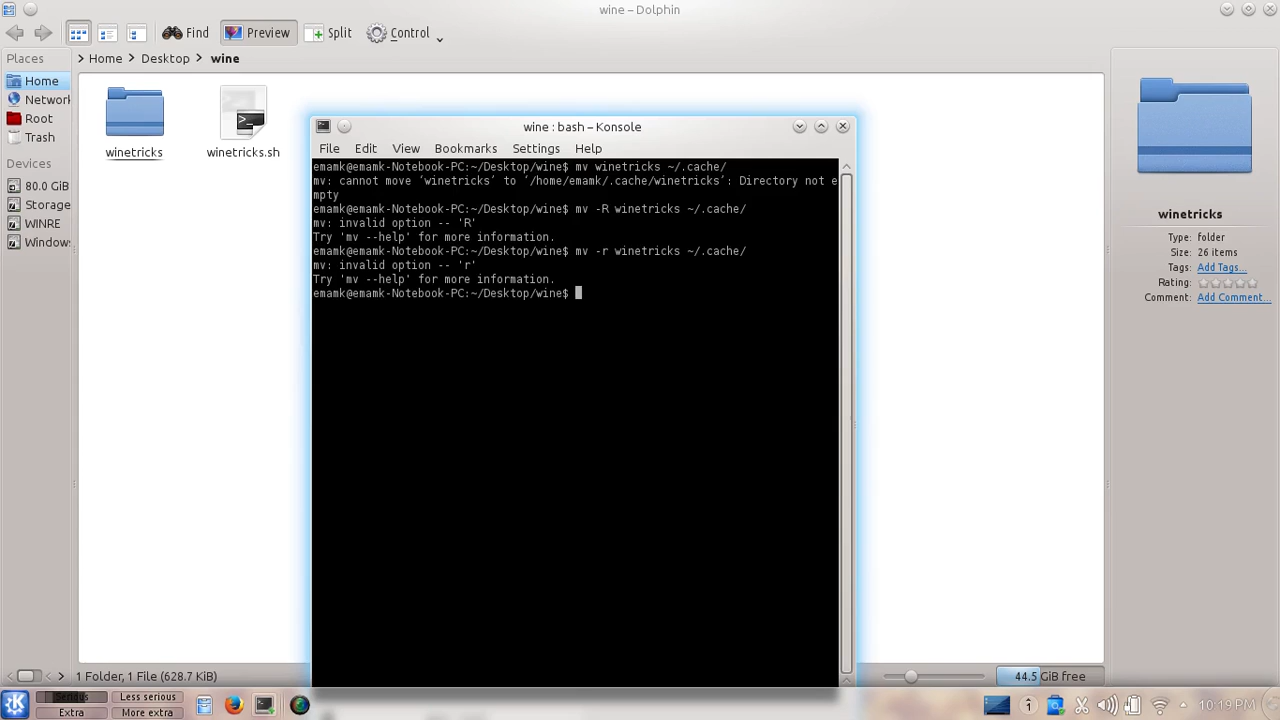 wine – Dolphin
Find
Preview
Split
Control
Places
Home
Network
Root
Trash
Devices
80.0 GiB
Storage
WINRE
Windows
Home > Desktop > wine
winetricks
winetricks.sh
wine : bash – Konsole
File Edit View Bookmarks Settings Help
emamk@emamk-Notebook-PC:~/Desktop/wine$ mv winetricks ~/.cache/
mv: cannot move ‘winetricks’ to ‘/home/emamk/.cache/winetricks’: Directory not e
mpty
emamk@emamk-Notebook-PC:~/Desktop/wine$ mv -R winetricks ~/.cache/
mv: invalid option -- 'R'
Try 'mv --help' for more information.
emamk@emamk-Notebook-PC:~/Desktop/wine$ mv -r winetricks ~/.cache/
mv: invalid option -- 'r'
Try 'mv --help' for more information.
emamk@emamk-Notebook-PC:~/Desktop/wine$
winetricks
Type: folder
Size: 26 items
Tags: Add Tags...
Rating:
Comment: Add Comment...
1 Folder, 1 File (628.7 KiB)
44.5 GiB free
Less serious
Extra
More extra
10:19 PM